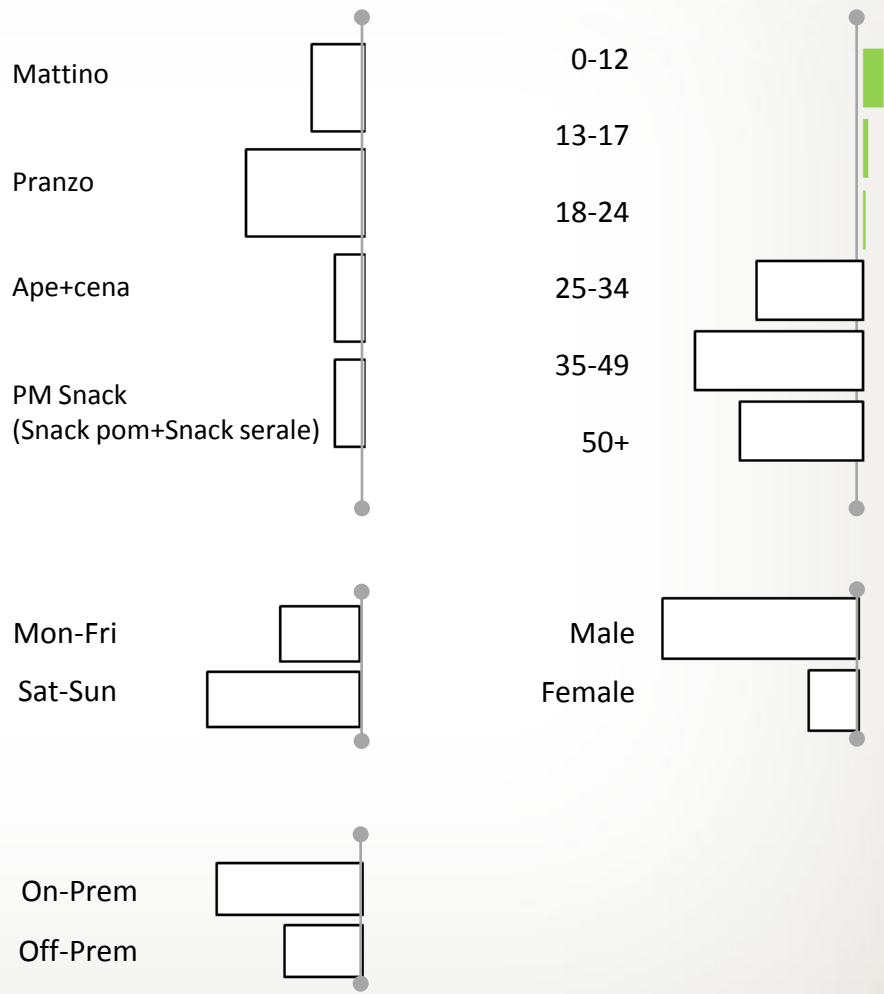 Mattino
Pranzo
Ape+cena
PM Snack
(Snack pom+Snack serale)
0-12
13-17
18-24
25-34
35-49
50+
Mon-Fri
Sat-Sun
Male
Female
On-Prem
Off-Prem